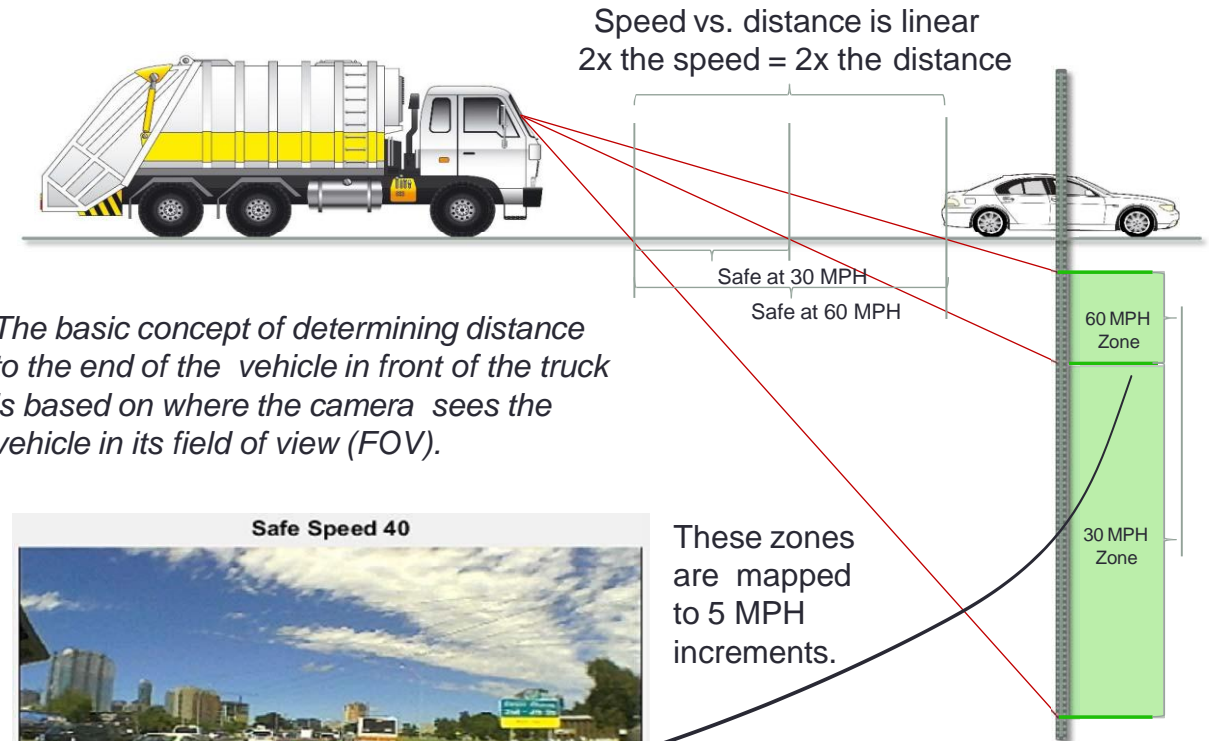 Speed vs. distance is linear
2x the speed = 2x the distance
Safe at 30 MPH
Safe at 60 MPH
60 MPH
Zone
30 MPH
Zone
The basic concept of determining distance
to the end of the vehicle in front of the truck
is based on where the camera sees the
vehicle in its field of view (FOV).
Safe Speed 40
These zones
are mapped
to 5 MPH
increments.